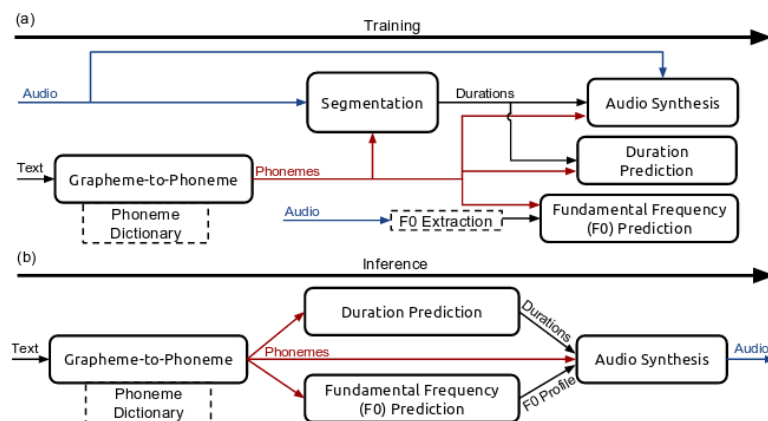 (a)
Training
Audio
Segmentation
Durations
Audio Synthesis
Text
Grapheme-to-Phoneme
Phonemes
Duration
Prediction
Phoneme
Dictionary
Audio
F0 Extraction
Fundamental Frequency
(F0) Prediction
(b)
Inference
Duration Prediction
Durations
Text
Grapheme-to-Phoneme
Phonemes
Audio Synthesis
Audio
Phoneme
Dictionary
Fundamental Frequency
(F0) Prediction
F0 Profile